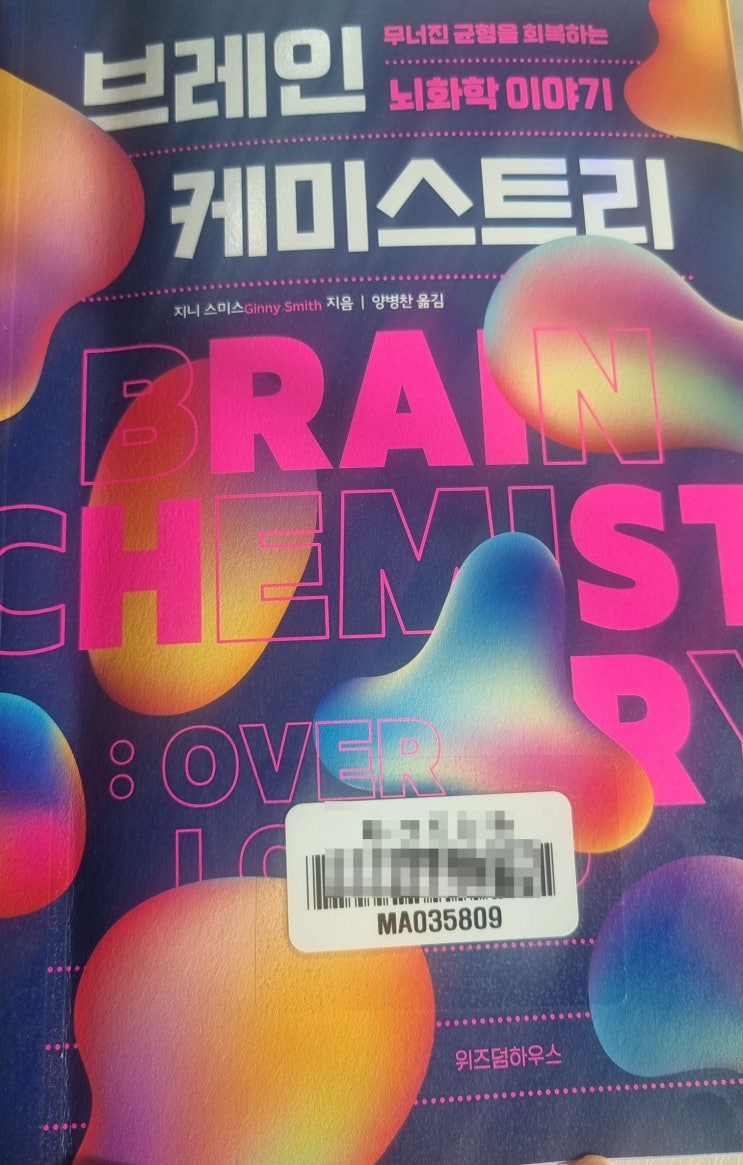 브레인
무너진 균형을 회복하는
뇌화학 이야기
케미스트리
지니 스미스Ginny Smith 지음 | 양병찬 옮김
BRAIN
CHEMIST
RY
: OVER
MA035809
위즈덤하우스